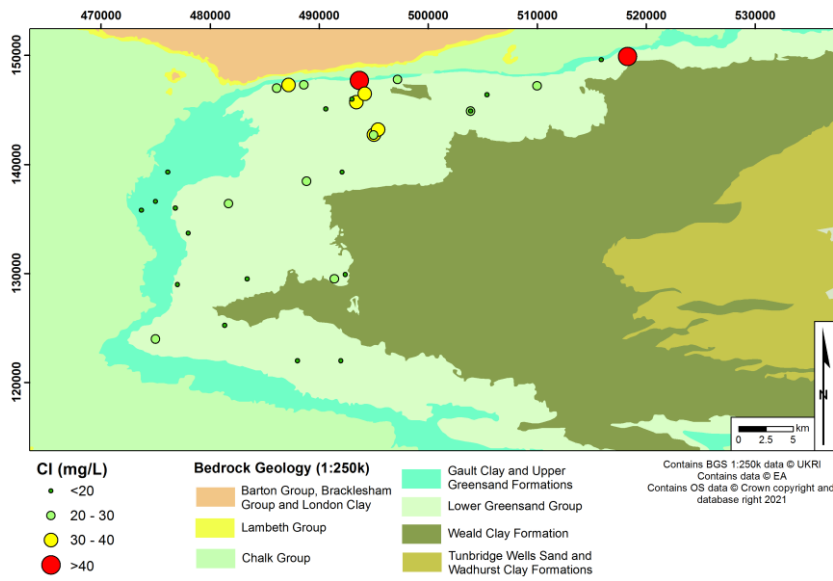 470000 480000 490000 500000 510000 520000 530000
150000
140000
130000
120000
N
0 2.5 5
km
Cl (mg/L)
<20
20 - 30
30 - 40
>40
Bedrock Geology (1:250k)
Barton Group, Bracklesham
Group and London Clay
Lambeth Group
Chalk Group
Gault Clay and Upper
Greensand Formations
Lower Greensand Group
Weald Clay Formation
Tunbridge Wells Sand and
Wadhurst Clay Formations
Contains BGS 1:250k data © UKRI
Contains data © EA
Contains OS data © Crown copyright and
database right 2021